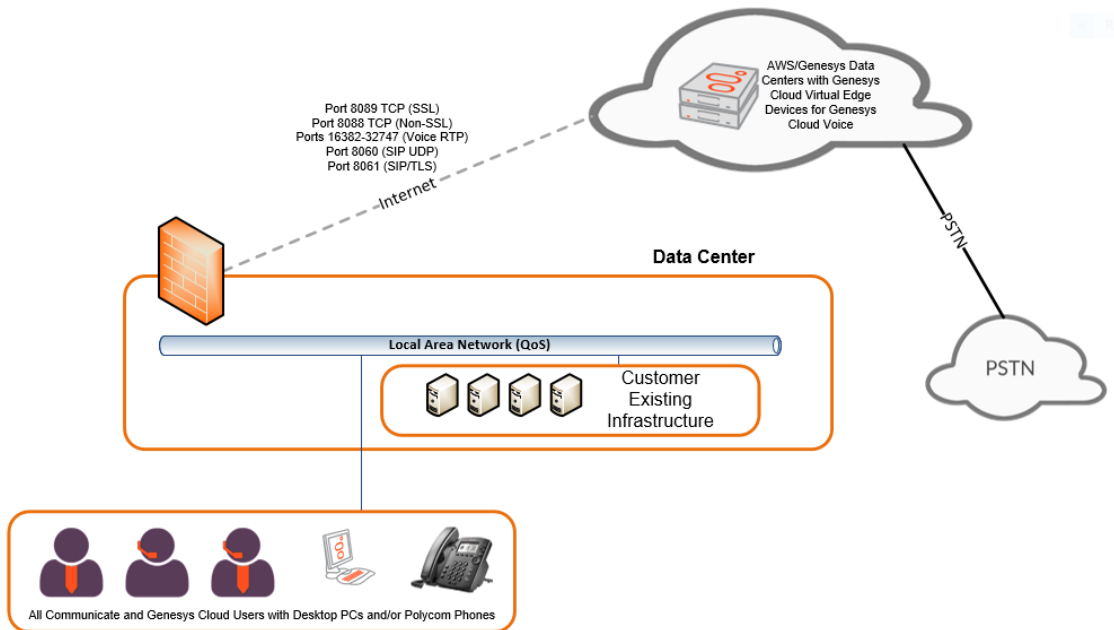 AWS/Genesys Data
Centers with Genesys
Cloud Virtual Edge
Devices for Genesys
Cloud Voice
Port 8089 TCP (SSL)
Port 8088 TCP (Non-SSL)
Ports 16382-32747 (Voice RTP)
Port 8060 (SIP UDP)
Port 8061 (SIP/TLS)
Internet
PSTN
Data Center
Local Area Network (QoS)
PSTN
Customer
Existing
Infrastructure
All Communicate and Genesys Cloud Users with Desktop PCs and/or Polycom Phones